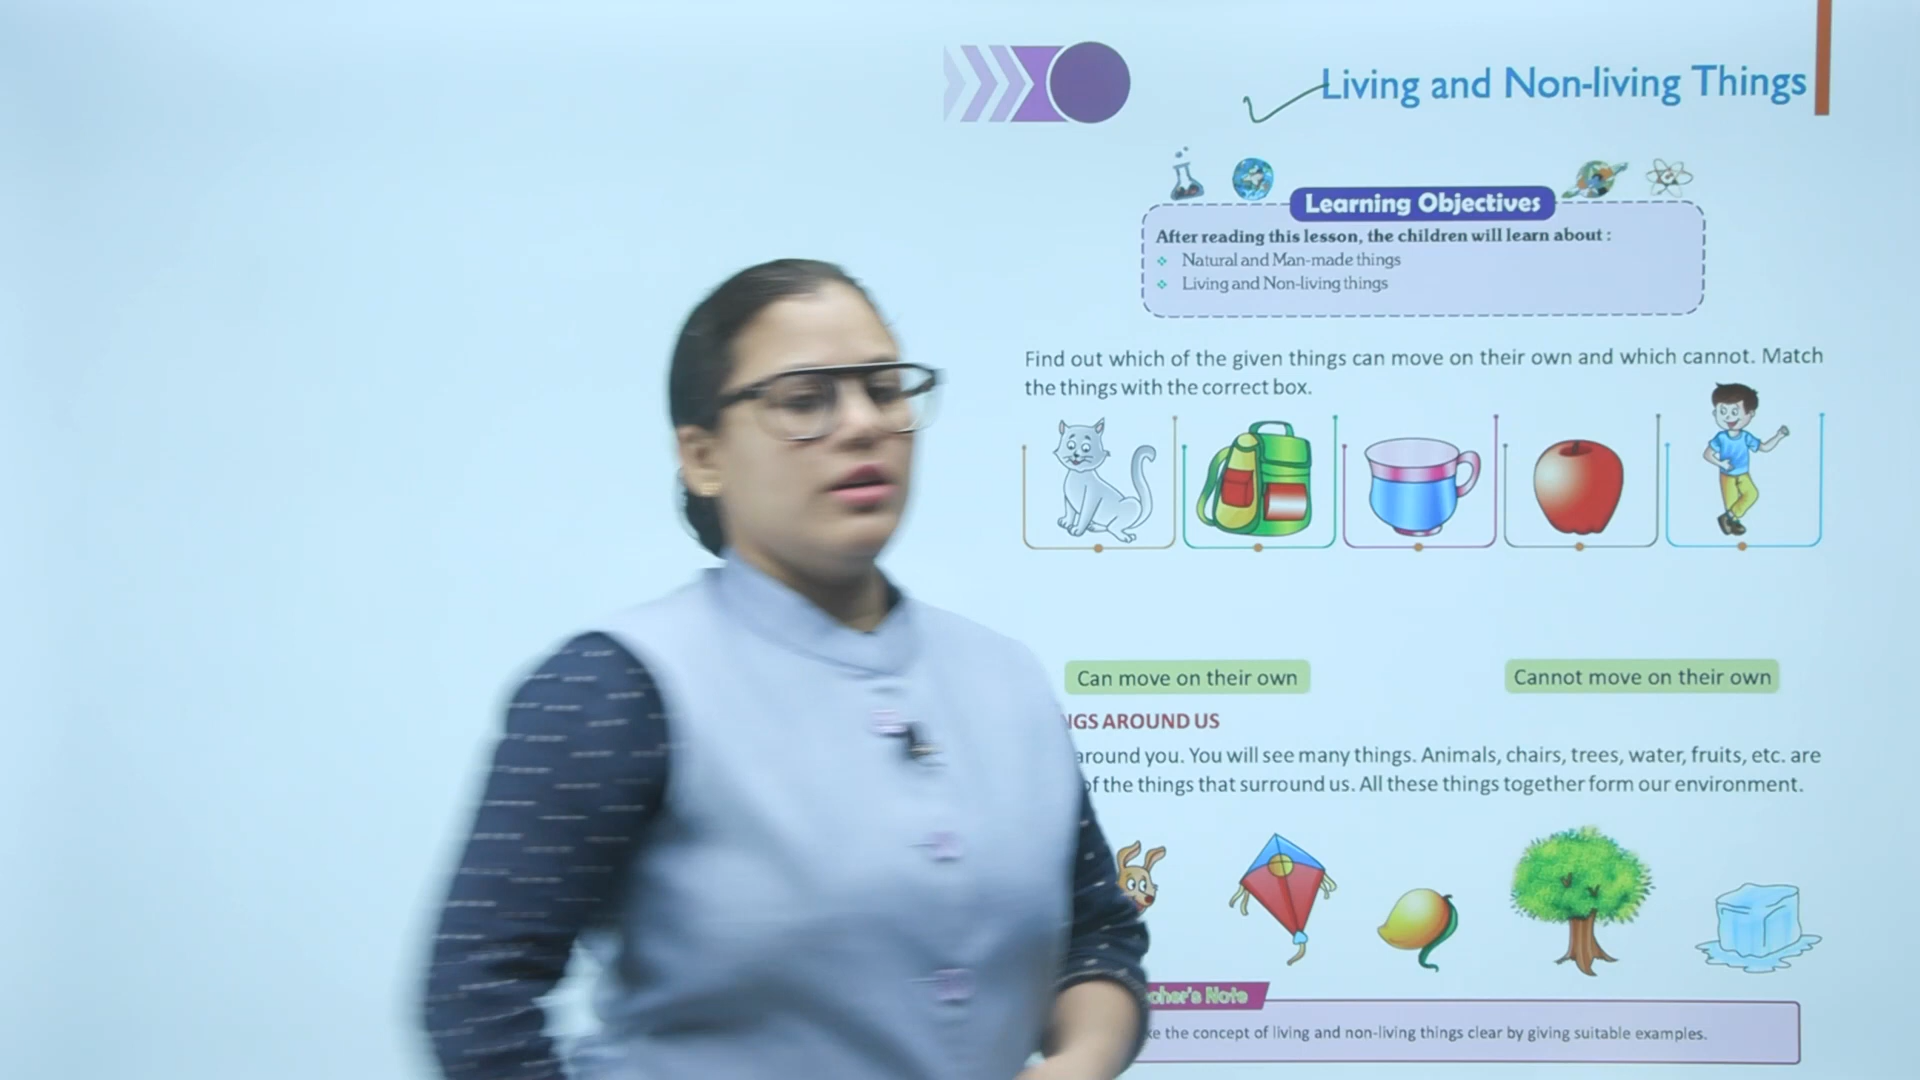 Living and Non-living Things
Learning Objectives
After reading this lesson, the children will learn about :
Natural and Man-made things
Living and Non-living things
Find out which of the given things can move on their own and which cannot. Match
the things with the correct box.
Can move on their own
Cannot move on their own
AROUND US
around you. You will see many things. Animals, chairs, trees, water, fruits, etc. are
of the things that surround us. All these things together form our environment.
Note
the concept of living and non-living things clear by giving suitable examples.